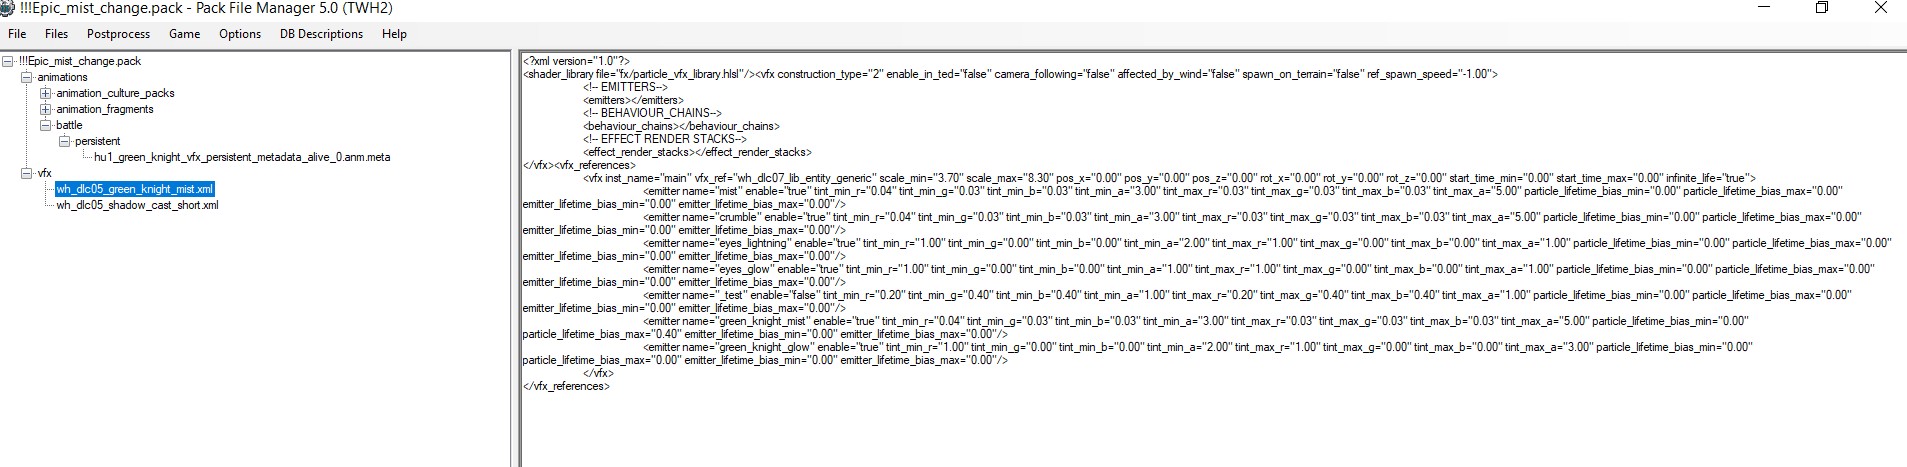 !!!Epic_mist_change.pack - Pack File Manager 5.0 (TWH2)
File Files Postprocess Game Options DB Descriptions Help
!!!Epic_mist_change.pack
animations
animation_culture_packs
animation_fragments
battle
persistent
hu1_green_knight_vfx_persistent_metadata_alive_0.anm.meta
vfx
wh_dlc05_green_knight_mist.xml
wh_dlc05_shadow_cast_short.xml
<?xml version="1.0"?>
<shader_library file="fx/particle_vfx_library.hlsl"/><vfx construction_type="2" enable_in_ted="false" camera_following="false" affected_by_wind="false" spawn_on_terrain="false" ref_spawn_speed="-1.00">
<!-- EMITTERS-->
<emitters></emitters>
<!-- BEHAVIOUR_CHAINS-->
<behaviour_chains></behaviour_chains>
<!-- EFFECT RENDER STACKS-->
<effect_render_stacks></effect_render_stacks>
</vfx><vfx_references>
<vfx inst_name="main" vfx_ref="wh_dlc07_lib_entity_generic" scale_min="3.70" scale_max="8.30" pos_x="0.00" pos_y="0.00" pos_z="0.00" rot_x="0.00" rot_y="0.00" rot_z="0.00" start_time_min="0.00" start_time_max="0.00" infinite_life="true">
<emitter name="mist" enable="true" tint_min_r="0.04" tint_min_g="0.03" tint_min_b="0.03" tint_min_a="3.00" tint_max_r="0.03" tint_max_g="0.03" tint_max_b="0.03" tint_max_a="5.00" particle_lifetime_bias_min="0.00" particle_lifetime_bias_max="0.00"
emitter_lifetime_bias_min="0.00" emitter_lifetime_bias_max="0.00"/>
<emitter name="crumble" enable="true" tint_min_r="0.04" tint_min_g="0.03" tint_min_b="0.03" tint_min_a="3.00" tint_max_r="0.03" tint_max_g="0.03" tint_max_b="0.03" tint_max_a="5.00" particle_lifetime_bias_min="0.00" particle_lifetime_bias_max="0.00"
emitter_lifetime_bias_min="0.00" emitter_lifetime_bias_max="0.00"/>
<emitter name="eyes_lightning" enable="true" tint_min_r="1.00" tint_min_g="0.00" tint_min_b="0.00" tint_min_a="2.00" tint_max_r="1.00" tint_max_g="0.00" tint_max_b="0.00" tint_max_a="1.00" particle_lifetime_bias_min="0.00" particle_lifetime_bias_max="0.00"
emitter_lifetime_bias_min="0.00" emitter_lifetime_bias_max="0.00"/>
<emitter name="eyes_glow" enable="true" tint_min_r="1.00" tint_min_g="0.00" tint_min_b="0.00" tint_min_a="1.00" tint_max_r="1.00" tint_max_g="0.00" tint_max_b="0.00" tint_max_a="1.00" particle_lifetime_bias_min="0.00" particle_lifetime_bias_max="0.00"
emitter_lifetime_bias_min="0.00" emitter_lifetime_bias_max="0.00"/>
<emitter name="_test" enable="false" tint_min_r="0.20" tint_min_g="0.40" tint_min_b="0.40" tint_min_a="1.00" tint_max_r="0.20" tint_max_g="0.40" tint_max_b="0.40" tint_max_a="1.00" particle_lifetime_bias_min="0.00" particle_lifetime_bias_max="0.00"
emitter_lifetime_bias_min="0.00" emitter_lifetime_bias_max="0.00"/>
<emitter name="green_knight_mist" enable="true" tint_min_r="0.04" tint_min_g="0.03" tint_min_b="0.03" tint_min_a="3.00" tint_max_r="0.03" tint_max_g="0.03" tint_max_b="0.03" tint_max_a="5.00" particle_lifetime_bias_min="0.00"
particle_lifetime_bias_max="0.40" emitter_lifetime_bias_min="0.00" emitter_lifetime_bias_max="0.00"/>
<emitter name="green_knight_glow" enable="true" tint_min_r="1.00" tint_min_g="0.00" tint_min_b="0.00" tint_min_a="2.00" tint_max_r="1.00" tint_max_g="0.00" tint_max_b="0.00" tint_max_a="3.00" particle_lifetime_bias_min="0.00"
particle_lifetime_bias_max="0.00" emitter_lifetime_bias_min="0.00" emitter_lifetime_bias_max="0.00"/>
</vfx>
</vfx_references>